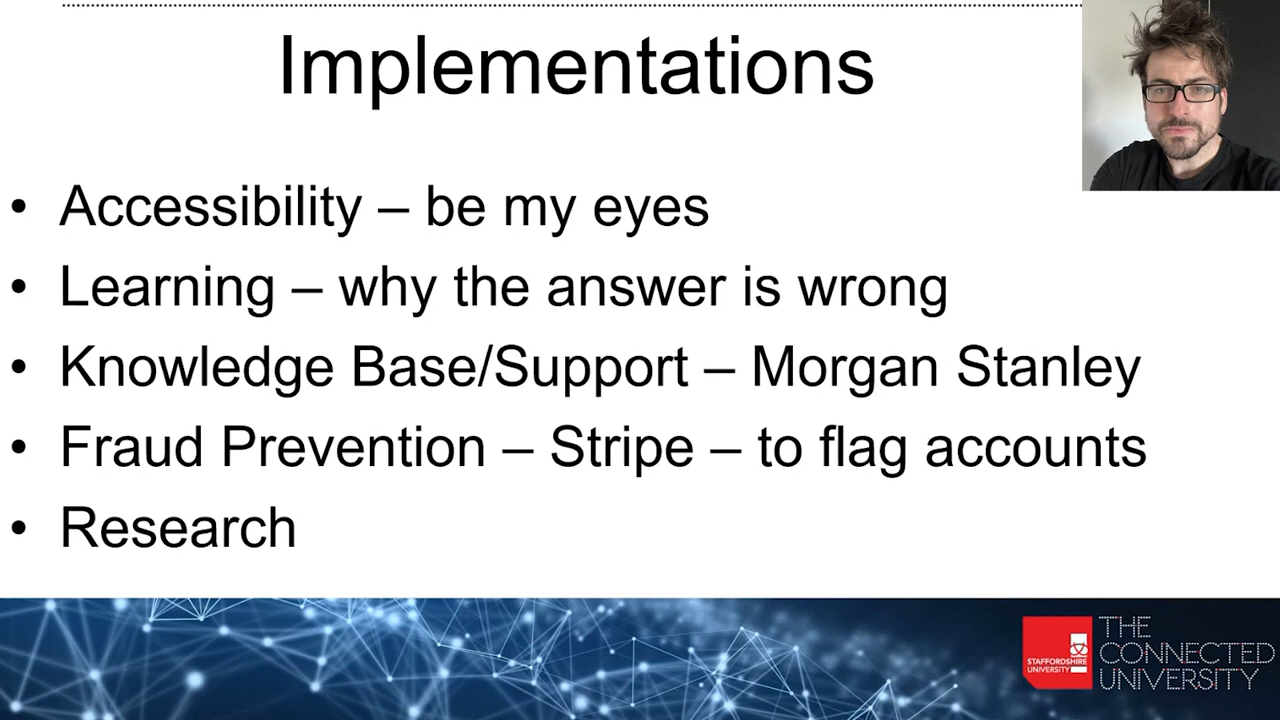 Implementations
• Accessibility – be my eyes
• Learning – why the answer is wrong
• Knowledge Base/Support – Morgan Stanley
• Fraud Prevention – Stripe – to flag accounts
• Research
STAFFORDSHIRE
UNIVERSITY
THE
CONNECTED
UNIVERSITY